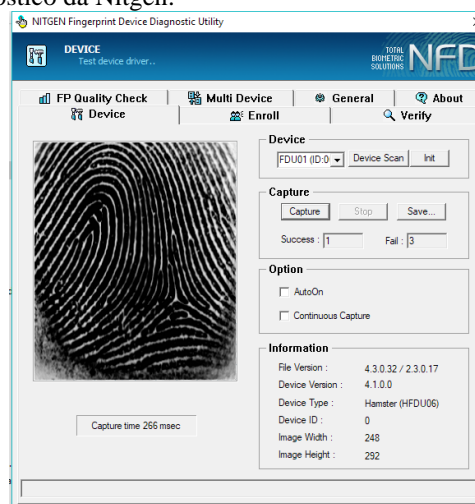 óstico da Nitgen:
NITGEN Fingerprint Device Diagnostic Utility
DEVICE
Test device driver..
TOTAL
BIOMETRIC
SOLUTIONS
NFD
FP Quality Check
Multi Device
General
About
Device
Enroll
Verify
Device
FDU01 (ID:0
Device Scan
Init
Capture
Capture
Stop
Save...
Success : 1
Fail : 3
Option
AutoOn
Continuous Capture
Information
File Version : 4.3.0.32 / 2.3.0.17
Device Version : 4.1.0.0
Device Type : Hamster (HFDU06)
Device ID : 0
Image Width : 248
Image Height : 292
Capture time 266 msec